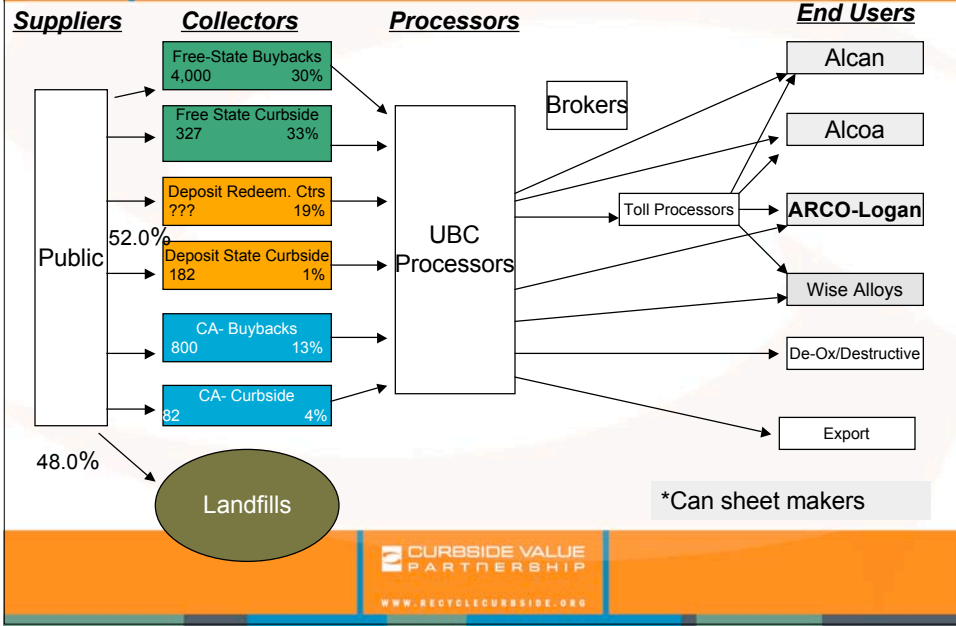 Suppliers
Collectors
Processors
End Users
Free-State Buybacks
4,000 30%
Free State Curbside
327 33%
Deposit Redeem. Ctrs
??? 19%
52.0%
Deposit State Curbside
182 1%
CA- Buybacks
800 13%
CA- Curbside
82 4%
Public
48.0%
Landfills
UBC
Processors
Brokers
Toll Processors
Alcan
Alcoa
ARCO-Logan
Wise Alloys
De-Ox/Destructive
Export
*Can sheet makers
CURBSIDE VALUE
PARTNERSHIP
WWW.RECYCLECURBSIDE.ORG